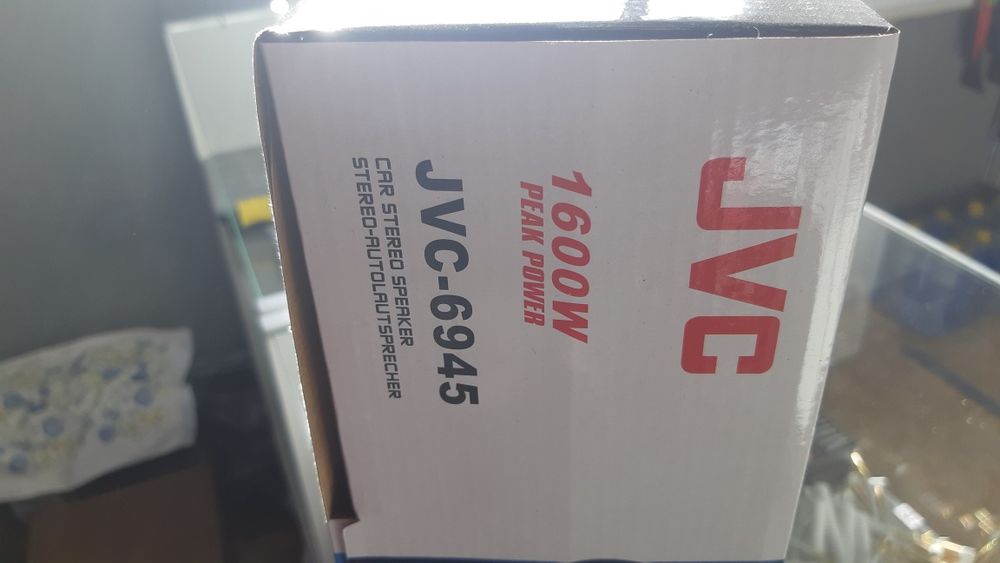 JVC
1600W
PEAK POWER
JVC-6945
CAR STEREO SPEAKER
STEREO-AUTOLAUTSPRECHER